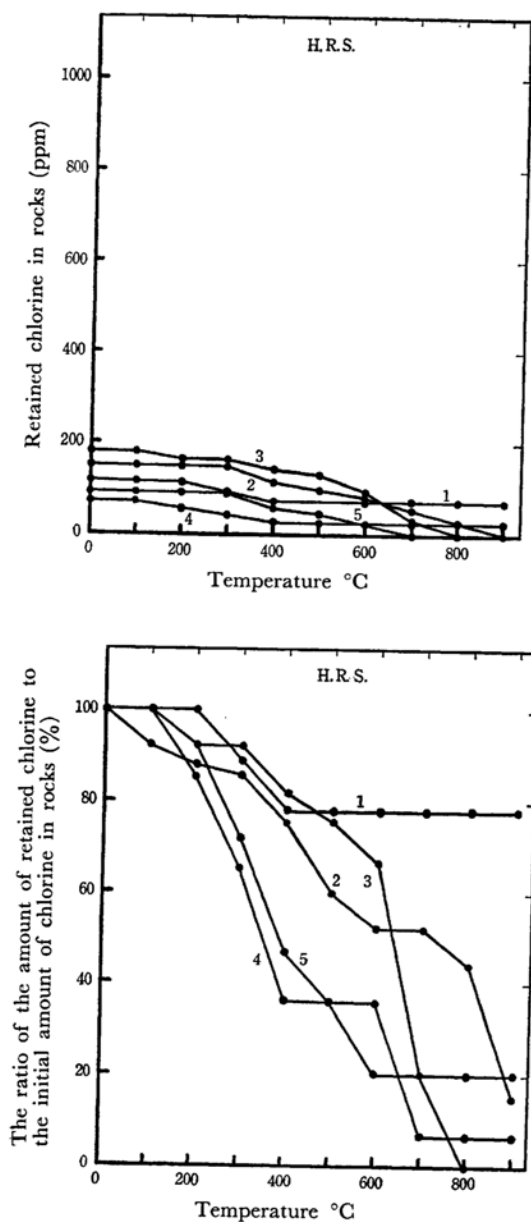 H.R.S.
Retained chlorine in rocks (ppm)
1000
800
600
400
200
0
3
2
1
4
5
0 200 400 600 800
Temperature °C
H.R.S.
The ratio of the amount of retained chlorine to
the initial amount of chlorine in rocks (%)
100
80
60
40
20
0
1
2
3
4
5
200 400 600 800
Temperature °C